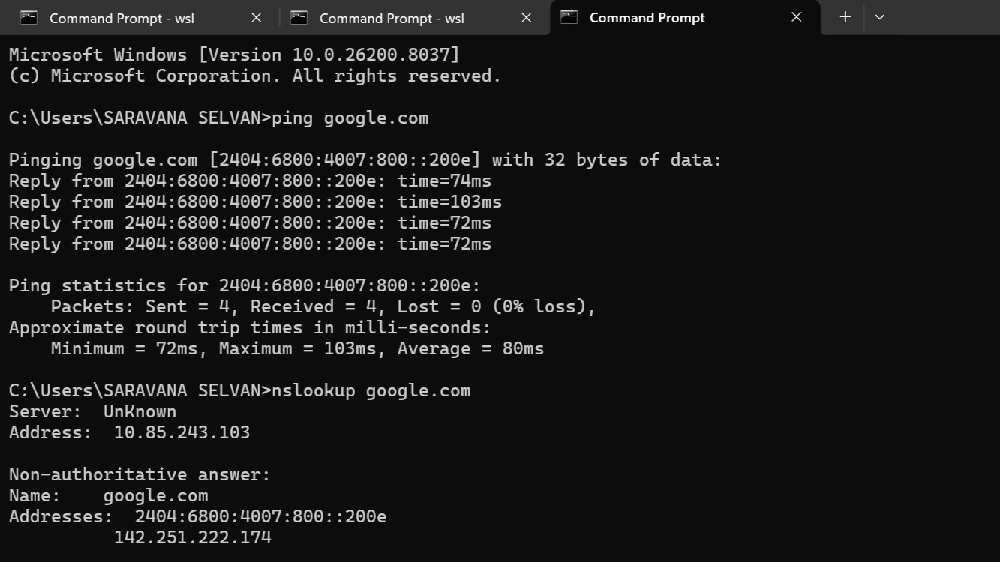 Command Prompt - wsl
Command Prompt - wsl
Command Prompt
Microsoft Windows [Version 10.0.26200.8037]
(c) Microsoft Corporation. All rights reserved.
C:\Users\SARAVANA SELVAN>ping google.com
Pinging google.com [2404:6800:4007:800::200e] with 32 bytes of data:
Reply from 2404:6800:4007:800::200e: time=74ms
Reply from 2404:6800:4007:800::200e: time=103ms
Reply from 2404:6800:4007:800::200e: time=72ms
Reply from 2404:6800:4007:800::200e: time=72ms
Ping statistics for 2404:6800:4007:800::200e:
    Packets: Sent = 4, Received = 4, Lost = 0 (0% loss),
Approximate round trip times in milli-seconds:
    Minimum = 72ms, Maximum = 103ms, Average = 80ms
C:\Users\SARAVANA SELVAN>nslookup google.com
Server:  UnKnown
Address:  10.85.243.103
Non-authoritative answer:
Name:    google.com
Addresses:  2404:6800:4007:800::200e
          142.251.222.174